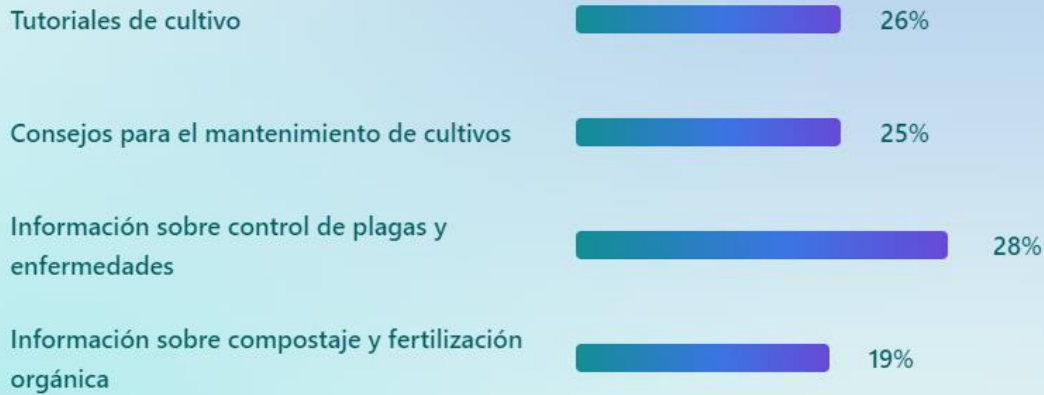 Tutoriales de cultivo 26%
Consejos para el mantenimiento de cultivos 25%
Información sobre control de plagas y
enfermedades 28%
Información sobre compostaje y fertilización
orgánica 19%